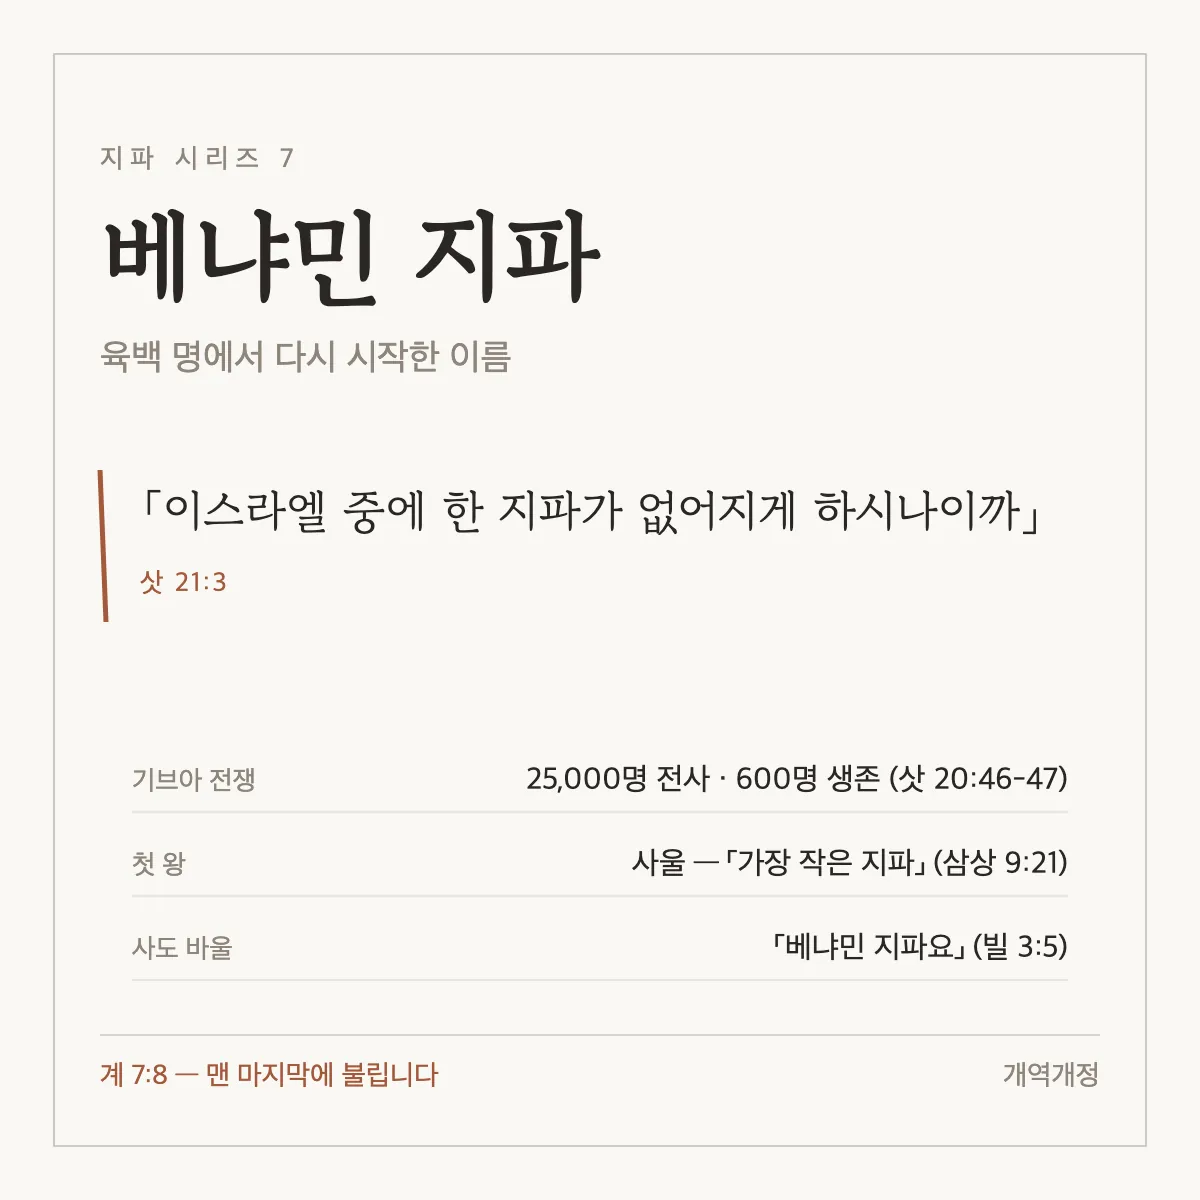 지파 시리즈 7
베냐민 지파
육백 명에서 다시 시작한 이름
「이스라엘 중에 한 지파가 없어지게 하시나이까」
삿 21:3
기브아 전쟁 25,000명 전사 · 600명 생존 (삿 20:46-47)
첫 왕 사울 — 「가장 작은 지파」 (삼상 9:21)
사도 바울 「베냐민 지파요」 (빌 3:5)
계 7:8 — 맨 마지막에 불립니다 개역개정